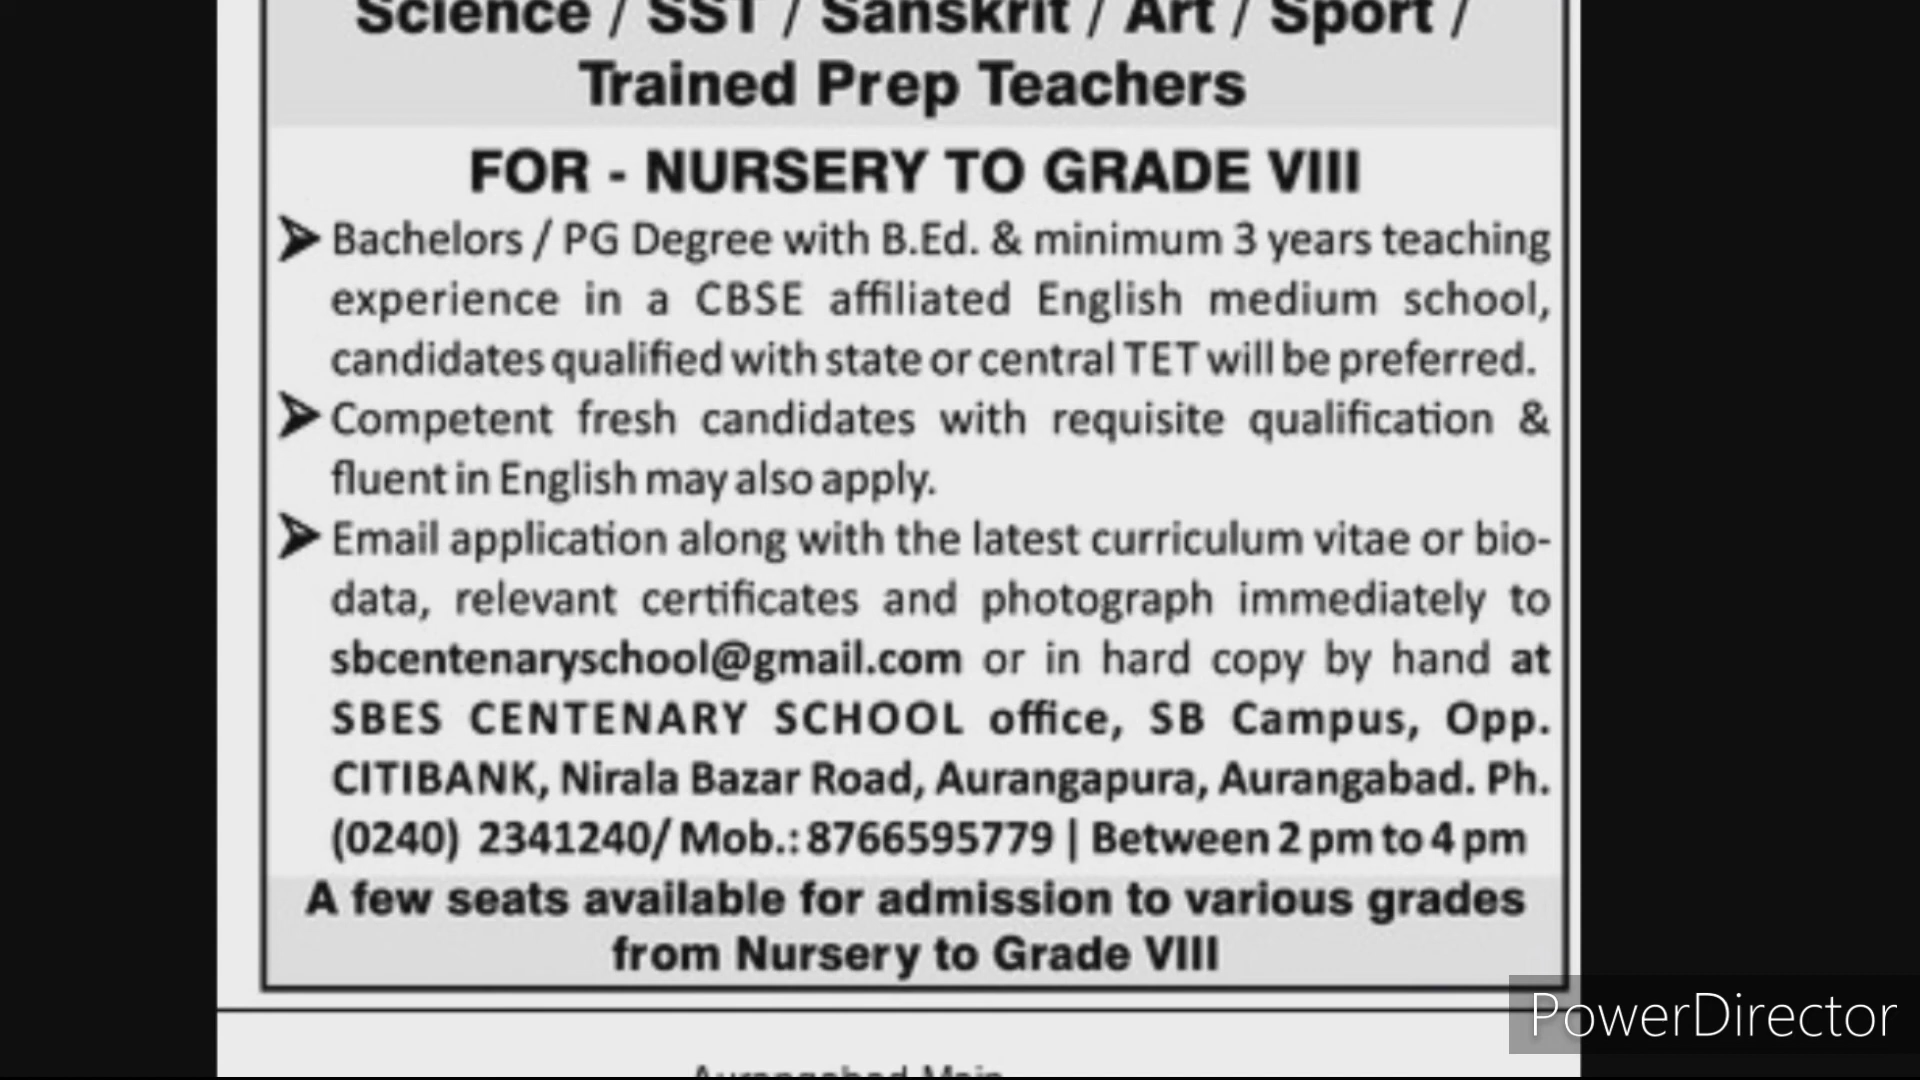 Science / SST / Sanskrit / Art / Sport /
Trained Prep Teachers
FOR - NURSERY TO GRADE VIII
➤ Bachelors / PG Degree with B.Ed. & minimum 3 years teaching
experience in a CBSE affiliated English medium school,
candidates qualified with state or central TET will be preferred.
➤ Competent fresh candidates with requisite qualification &
fluent in English may also apply.
➤ Email application along with the latest curriculum vitae or bio-
data, relevant certificates and photograph immediately to
sbcentenaryschool@gmail.com or in hard copy by hand at
SBES CENTENARY SCHOOL office, SB Campus, Opp.
CITIBANK, Nirala Bazar Road, Aurangapura, Aurangabad. Ph.
(0240) 2341240/ Mob.: 8766595779 | Between 2 pm to 4 pm
A few seats available for admission to various grades
from Nursery to Grade VIII
PowerDirector
Aurangabad Main